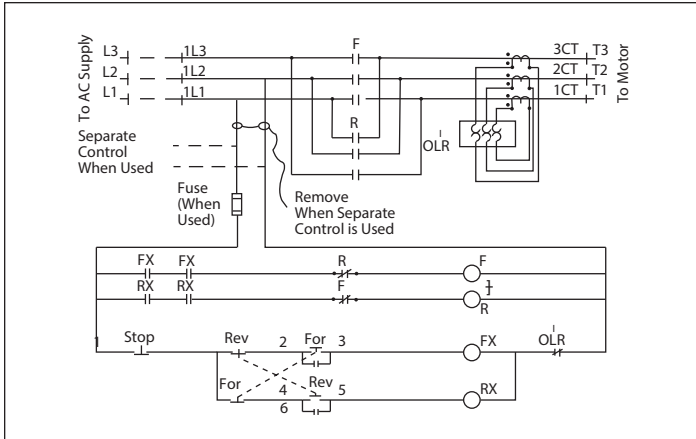 To AC Supply
L3 1L3 F 3CT T3
L2 1L2 2CT T2
L1 1L1 1CT T1
To Motor
R
OLR
Separate
Control
When Used
Fuse
(When
Used)
Remove
When Separate
Control is Used
FX FX R F
RX RX F R
1 Stop Rev 2 For 3 FX OLR
For 4 Rev 5 RX
6